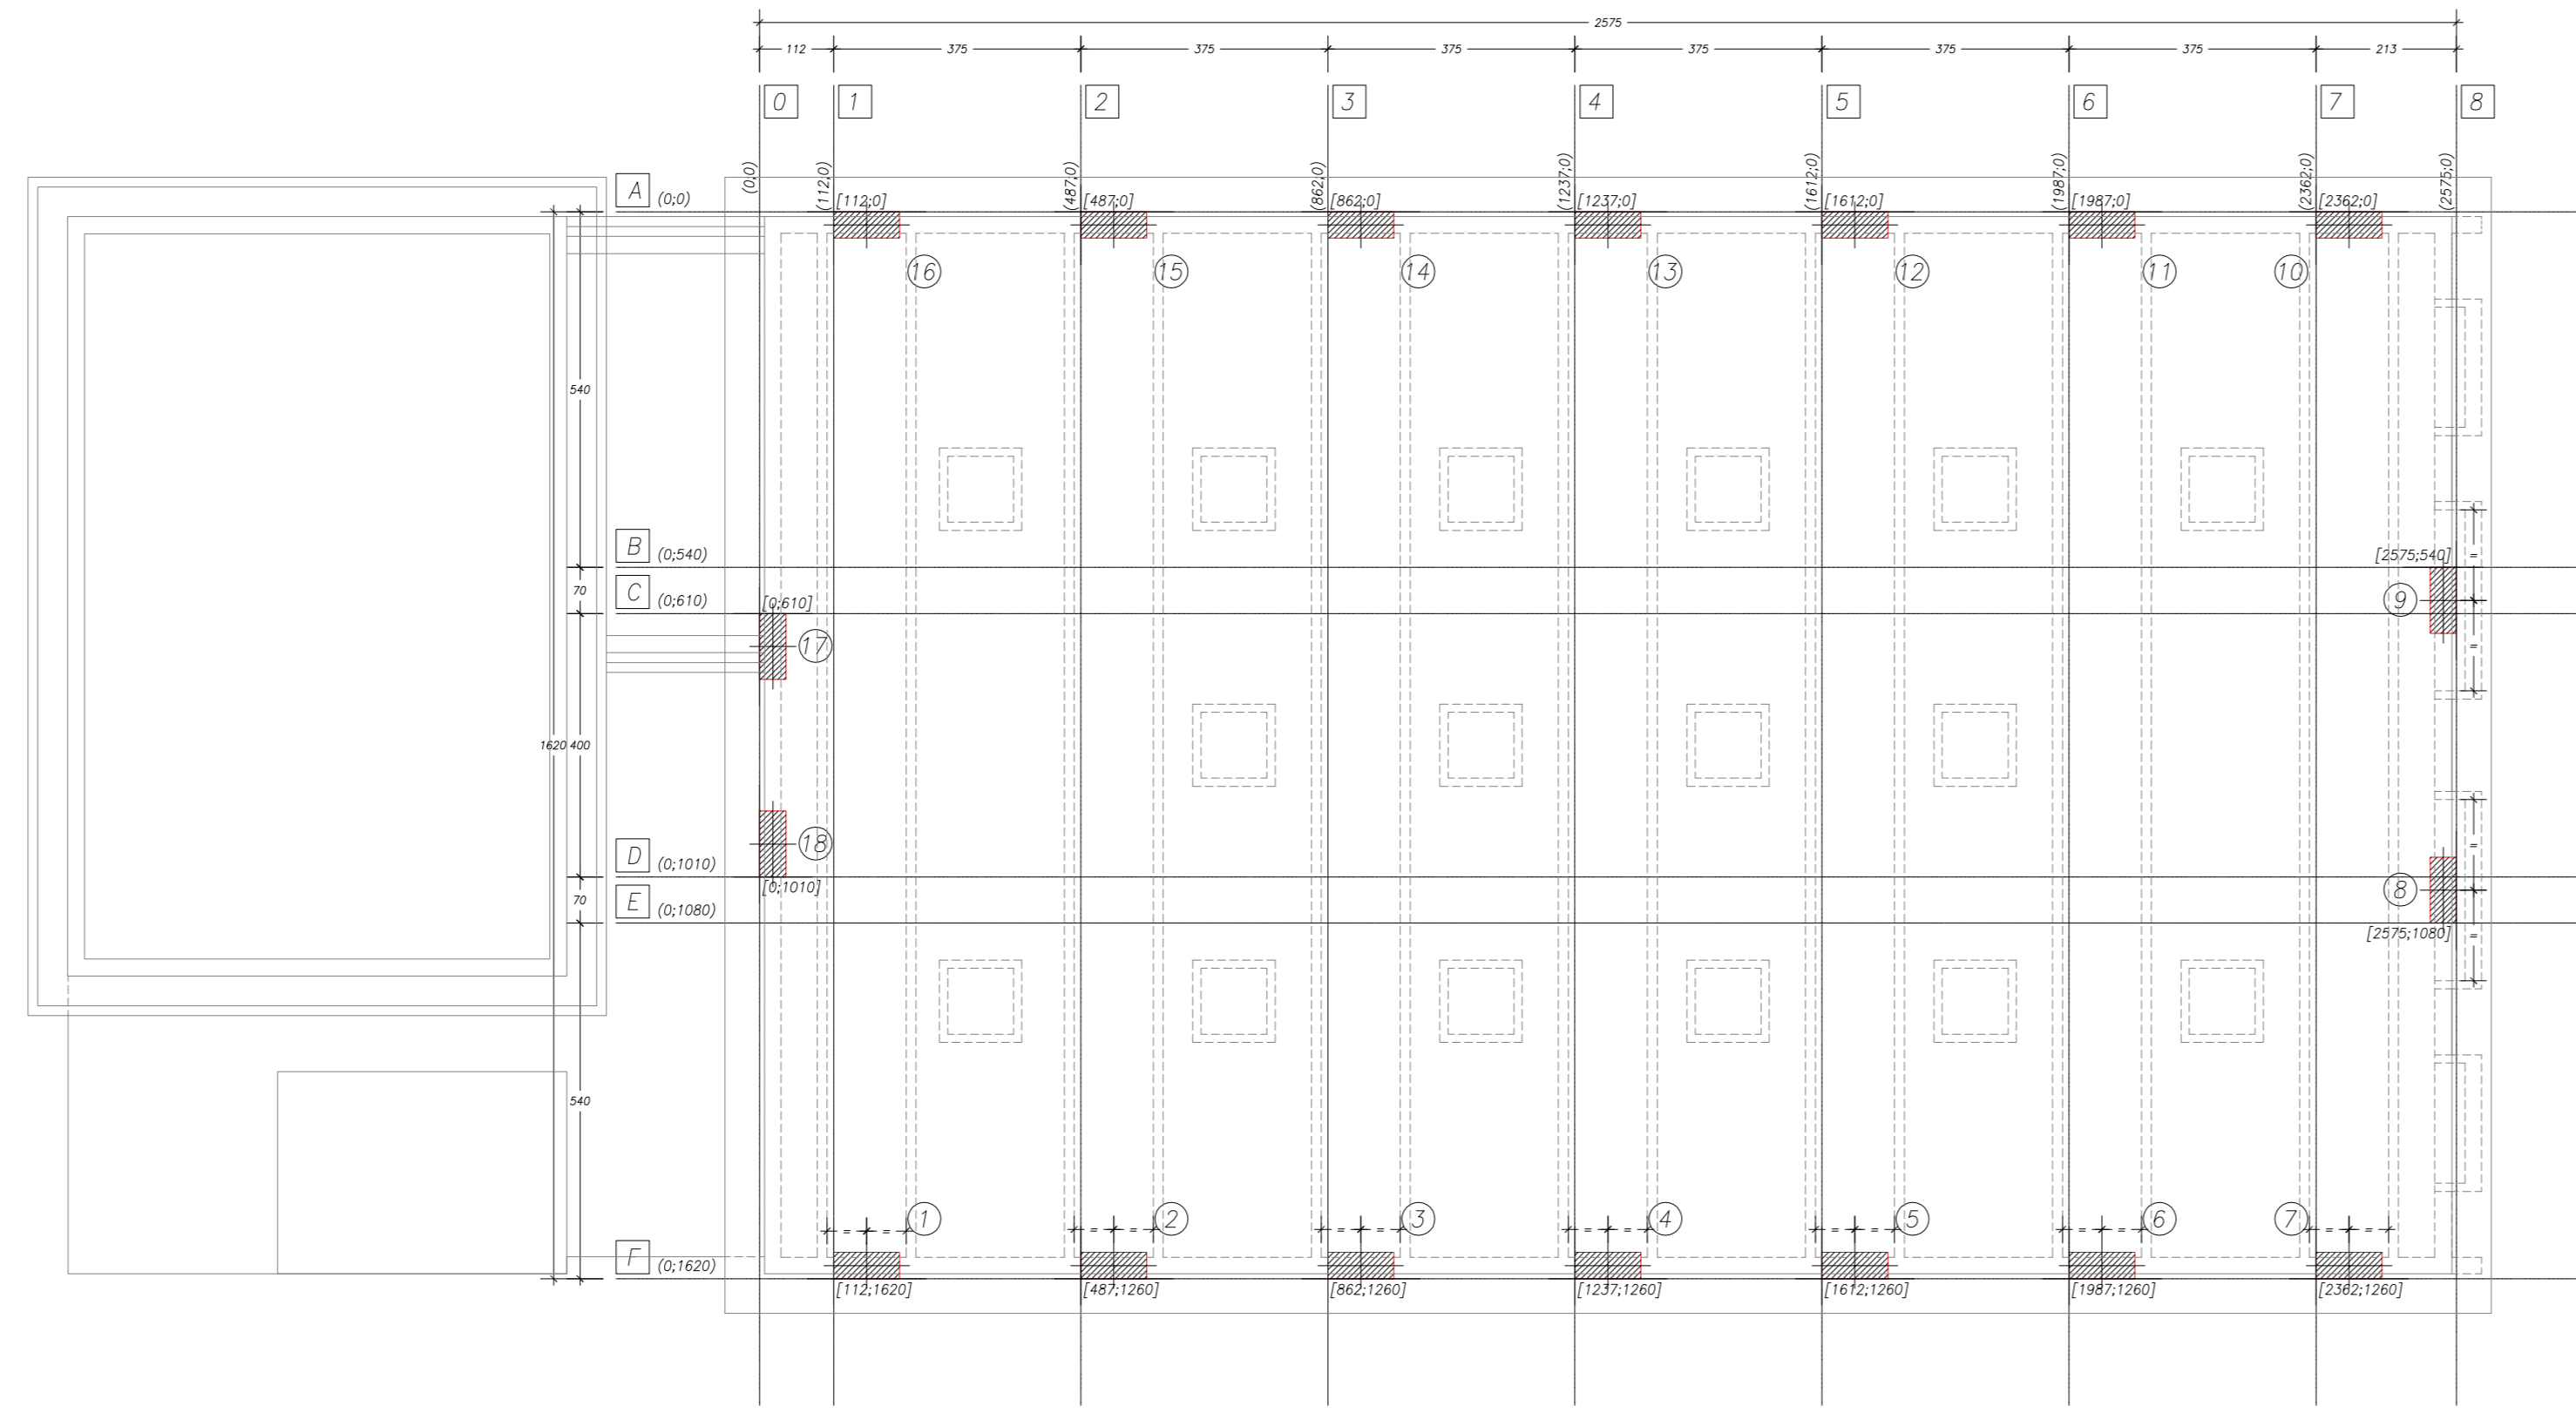 2575
112 375 375 375 375 375 375 213
0 1 2 3 4 5 6 7 8
(0;0) (112;0) (487;0) (862;0) (1237;0) (1612;0) (1987;0) (2362;0) (2575;0)
A (0;0)
[112;0] [487;0] [862;0] [1237;0] [1612;0] [1987;0] [2362;0]
16 15 14 13 12 11 10
540
B (0;540)
[2575;540] =
70
C (0;610)
[0;610]
9
17
=
1620 400
18
=
D (0;1010)
[0;1010]
8
70
E (0;1080)
[2575;1080] =
540
1 2 3 4 5 6 7
= = = = = = = = = = = = = =
F (0;1620)
[112;1620] [487;1260] [862;1260] [1237;1260] [1612;1260] [1987;1260] [2362;1260]